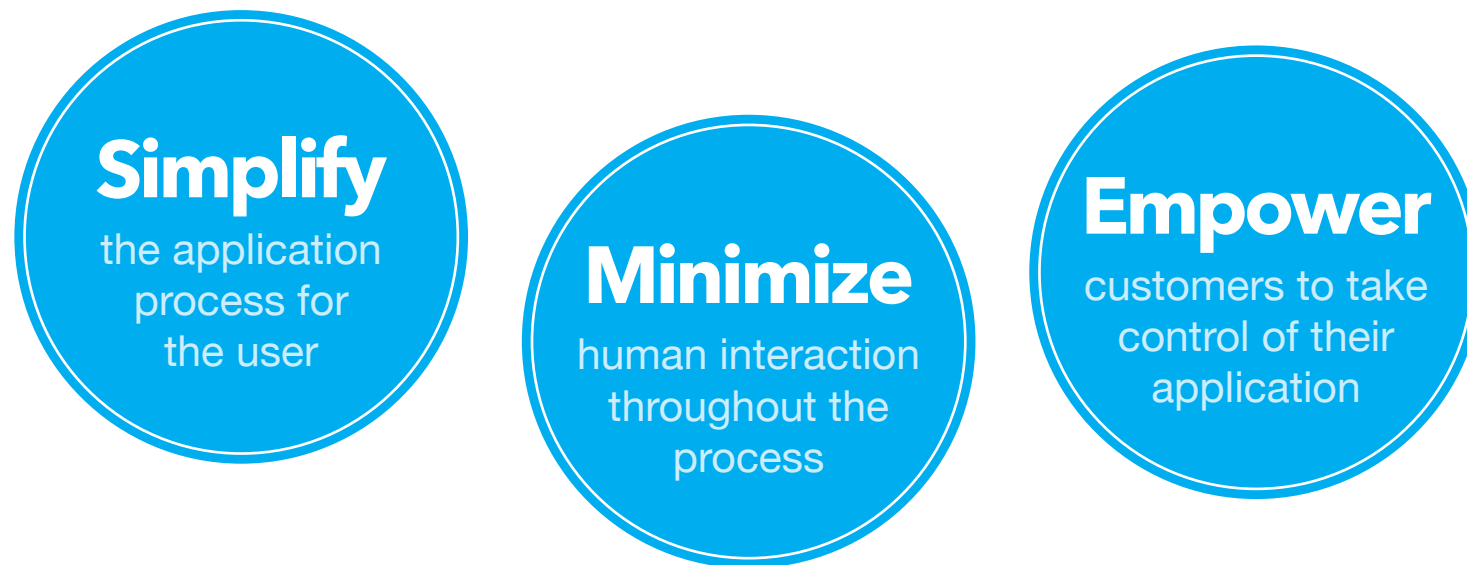 Simplify
the application
process for
the user
Minimize
human interaction
throughout the
process
Empower
customers to take
control of their
application